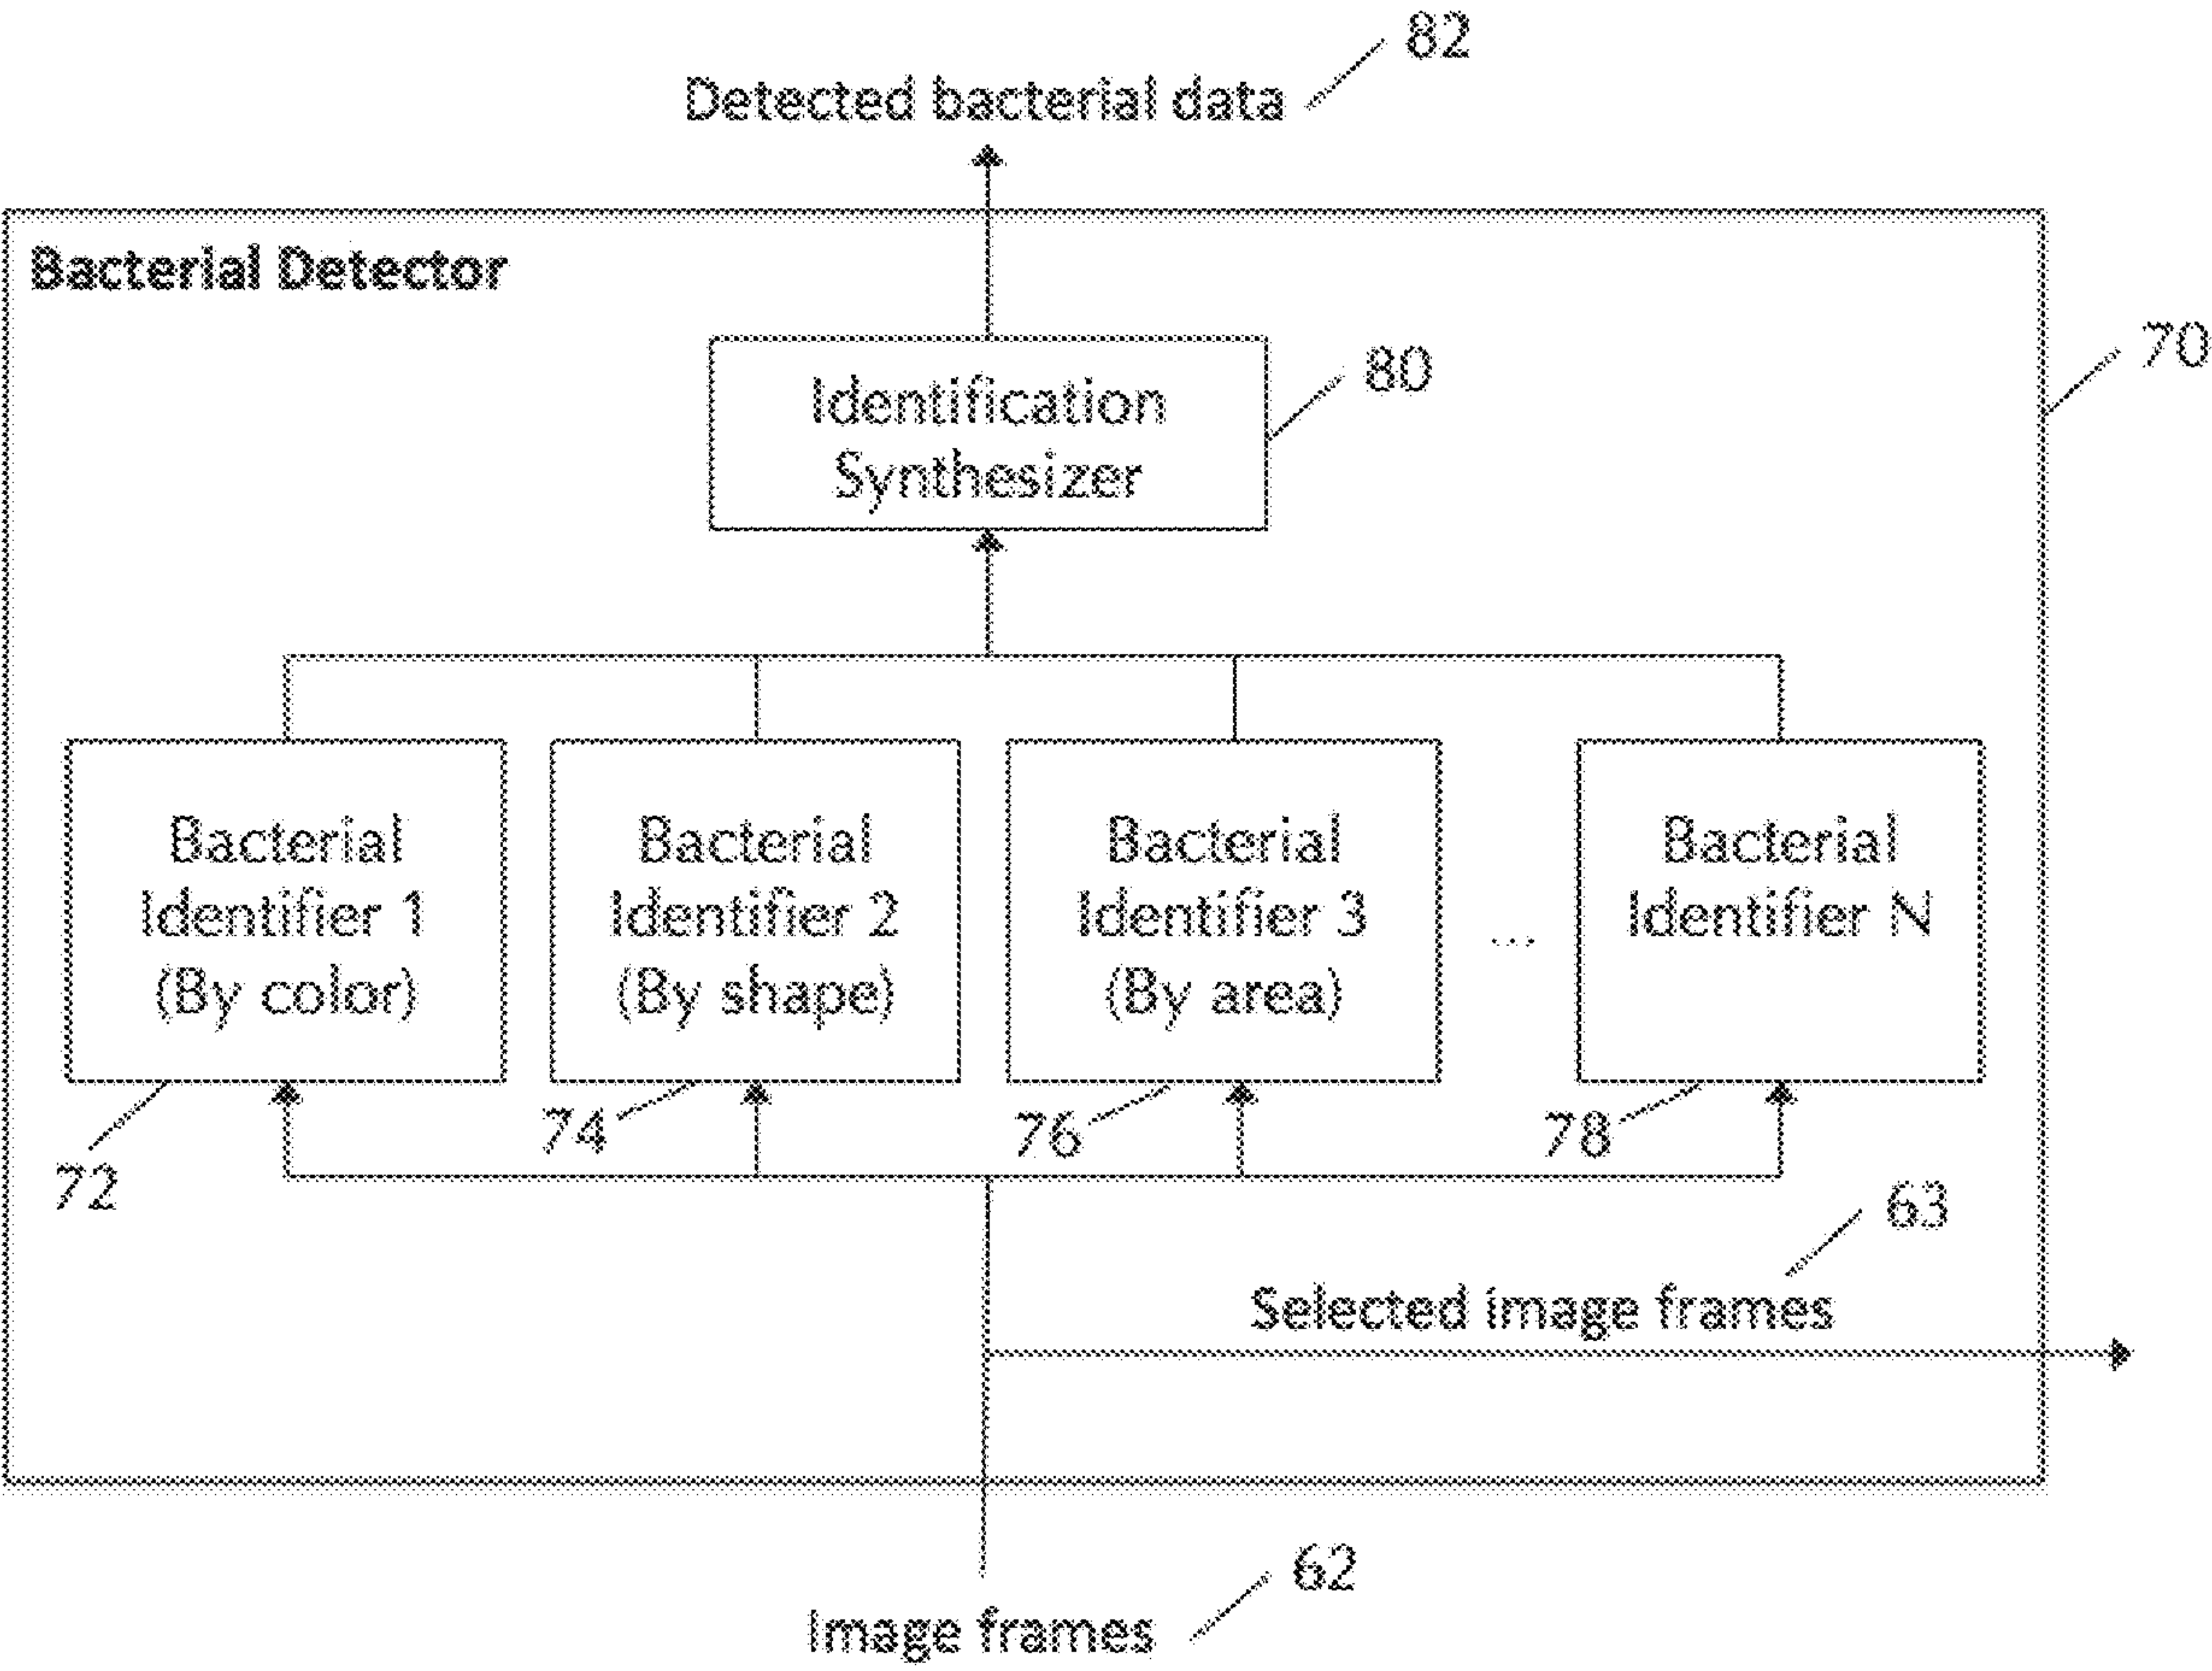 82
Detected bacterial data
Bacterial Detector
70
80
Identification
Synthesizer
Bacterial
Identifier 1
(By color)
Bacterial
Identifier 2
(By shape)
Bacterial
Identifier 3
(By area)
...
Bacterial
Identifier N
72
74
76
78
63
Selected image frames
62
Image frames